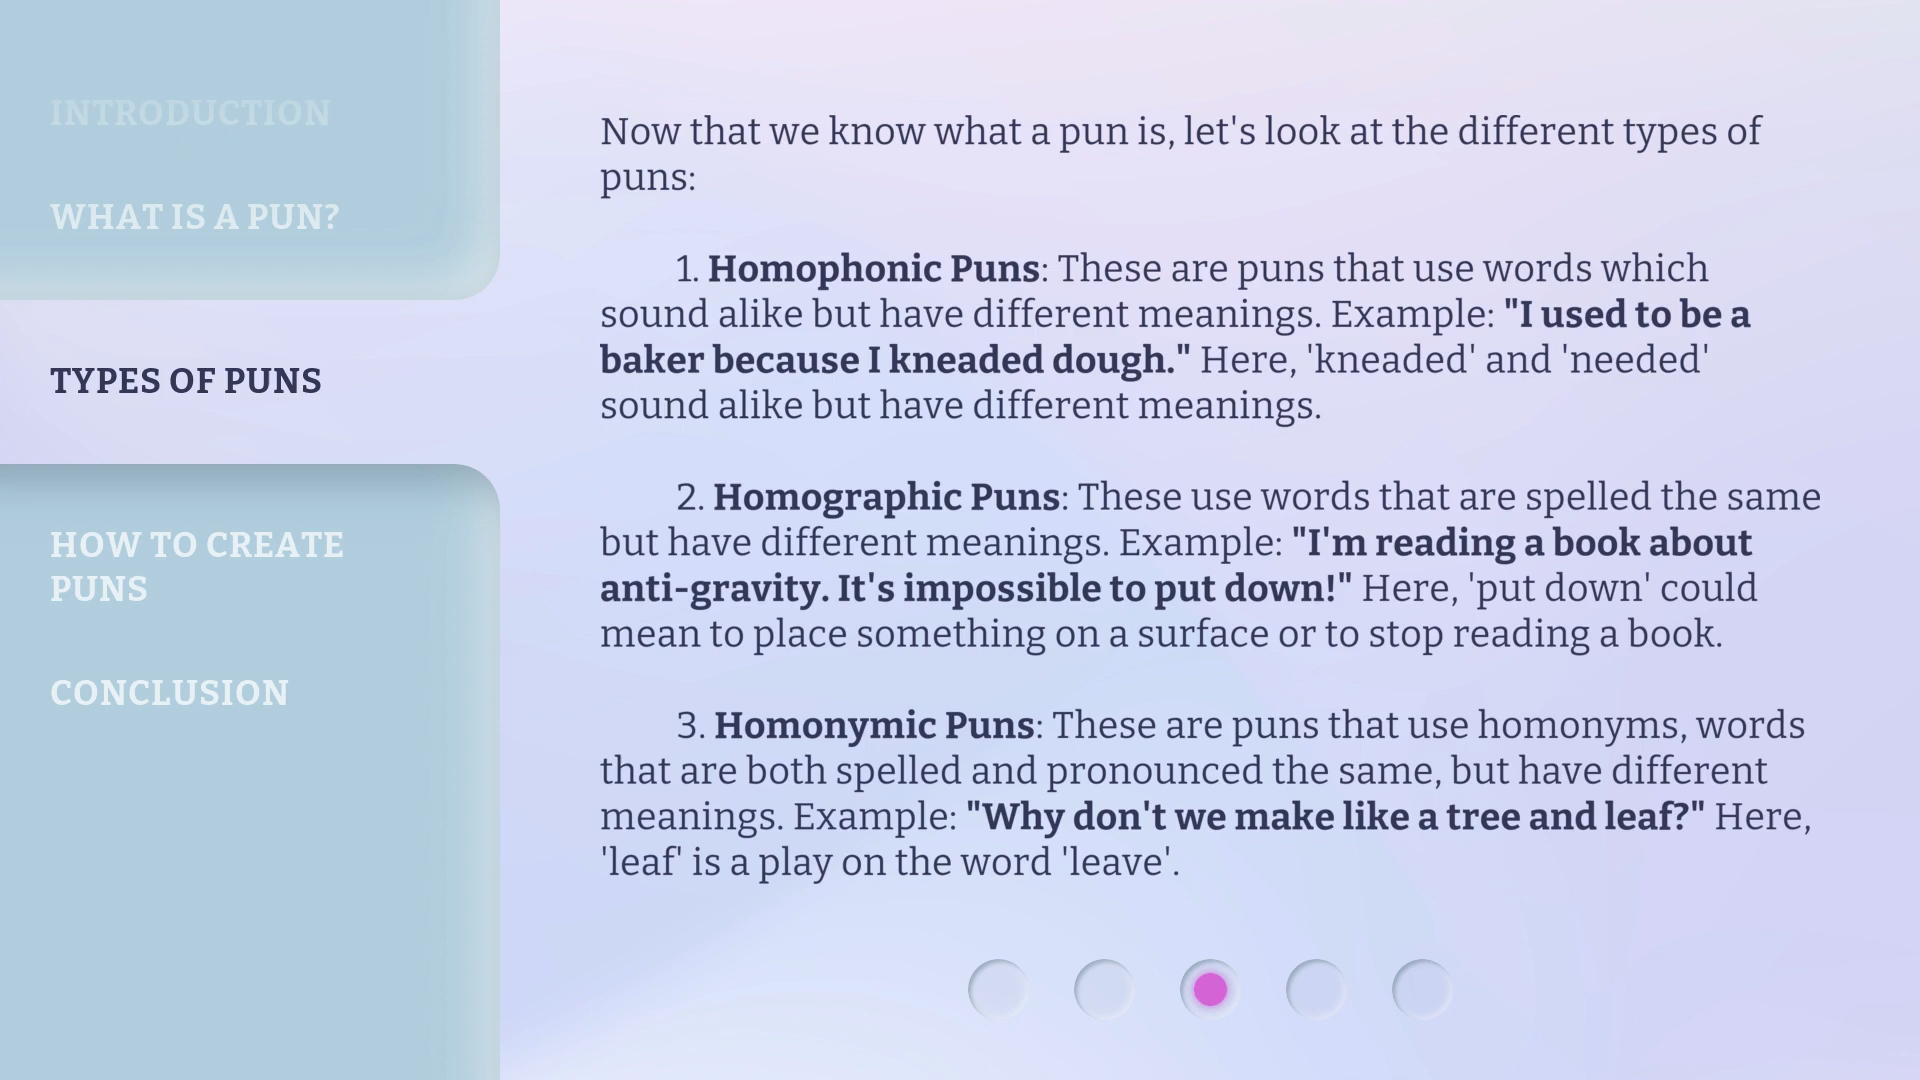 INTRODUCTION
WHAT IS A PUN?
TYPES OF PUNS
HOW TO CREATE
PUNS
CONCLUSION
Now that we know what a pun is, let's look at the different types of
puns:
1. Homophonic Puns: These are puns that use words which
sound alike but have different meanings. Example: "I used to be a
baker because I kneaded dough." Here, 'kneaded' and 'needed'
sound alike but have different meanings.
2. Homographic Puns: These use words that are spelled the same
but have different meanings. Example: "I'm reading a book about
anti-gravity. It's impossible to put down!" Here, 'put down' could
mean to place something on a surface or to stop reading a book.
3. Homonymic Puns: These are puns that use homonyms, words
that are both spelled and pronounced the same, but have different
meanings. Example: "Why don't we make like a tree and leaf?" Here,
'leaf' is a play on the word 'leave'.